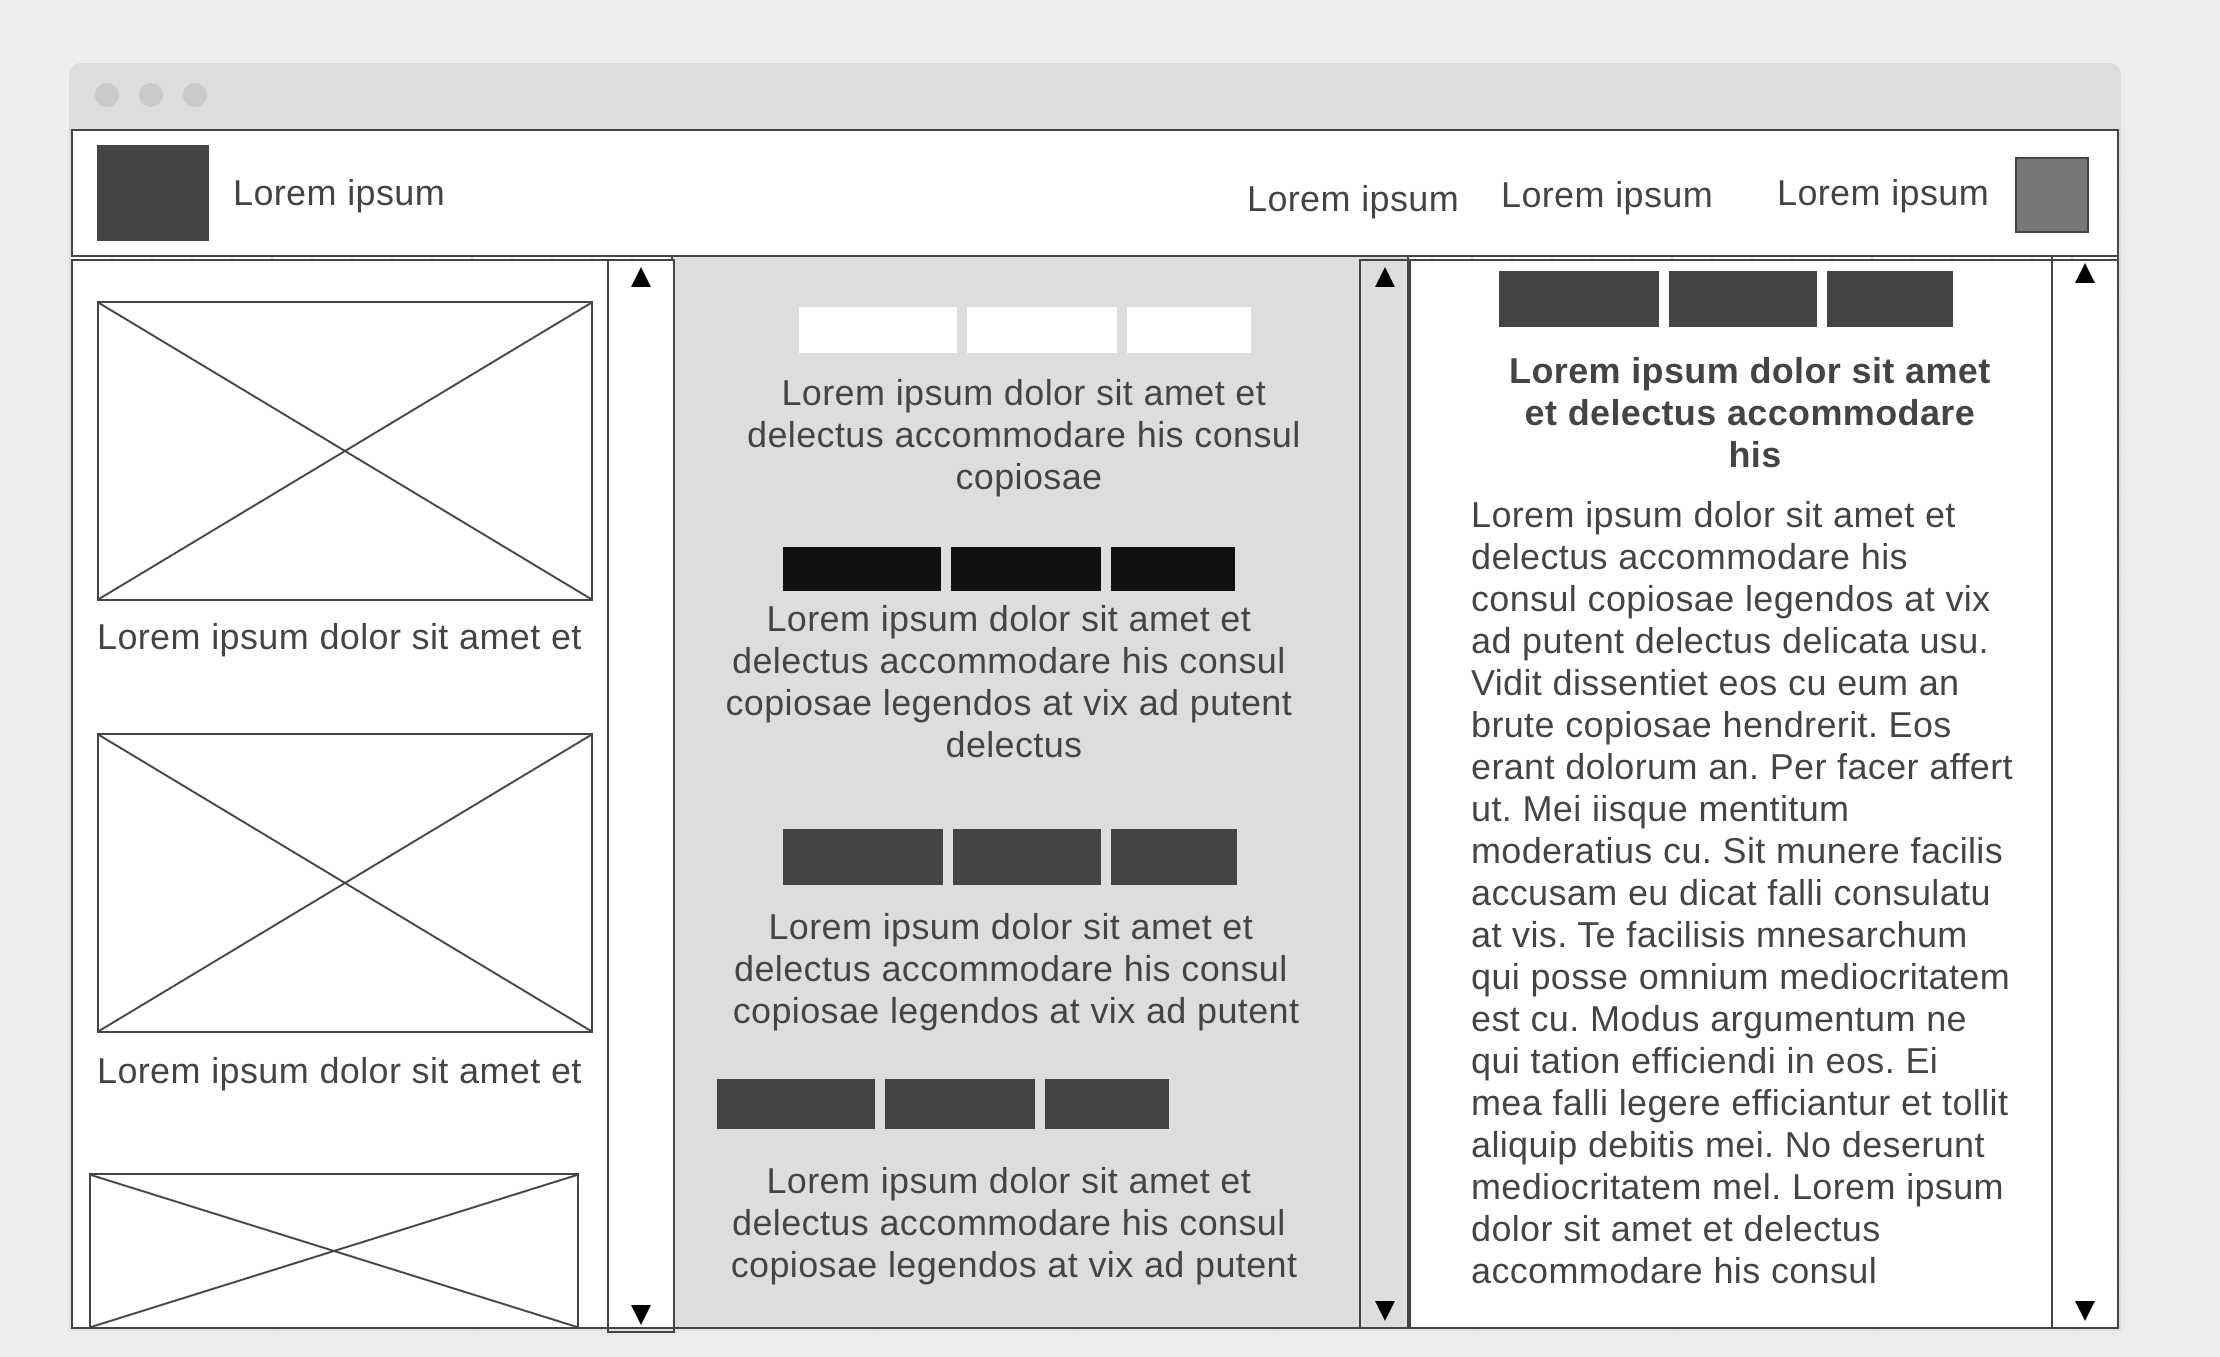 Lorem ipsum
Lorem ipsum
Lorem ipsum
Lorem ipsum
Lorem ipsum dolor sit amet et
Lorem ipsum dolor sit amet et
Lorem ipsum dolor sit amet et
delectus accommodare his consul
copiosae
Lorem ipsum dolor sit amet et
delectus accommodare his consul
copiosae legendos at vix ad putent
delectus
Lorem ipsum dolor sit amet et
delectus accommodare his consul
copiosae legendos at vix ad putent
Lorem ipsum dolor sit amet et
delectus accommodare his consul
copiosae legendos at vix ad putent
Lorem ipsum dolor sit amet
et delectus accommodare
his
Lorem ipsum dolor sit amet et
delectus accommodare his
consul copiosae legendos at vix
ad putent delectus delicata usu.
Vidit dissentiet eos cu eum an
brute copiosae hendrerit. Eos
erant dolorum an. Per facer affert
ut. Mei iisque mentitum
moderatius cu. Sit munere facilis
accusam eu dicat falli consulatu
at vis. Te facilisis mnesarchum
qui posse omnium mediocritatem
est cu. Modus argumentum ne
qui tation efficiendi in eos. Ei
mea falli legere efficiantur et tollit
aliquip debitis mei. No deserunt
mediocritatem mel. Lorem ipsum
dolor sit amet et delectus
accommodare his consul